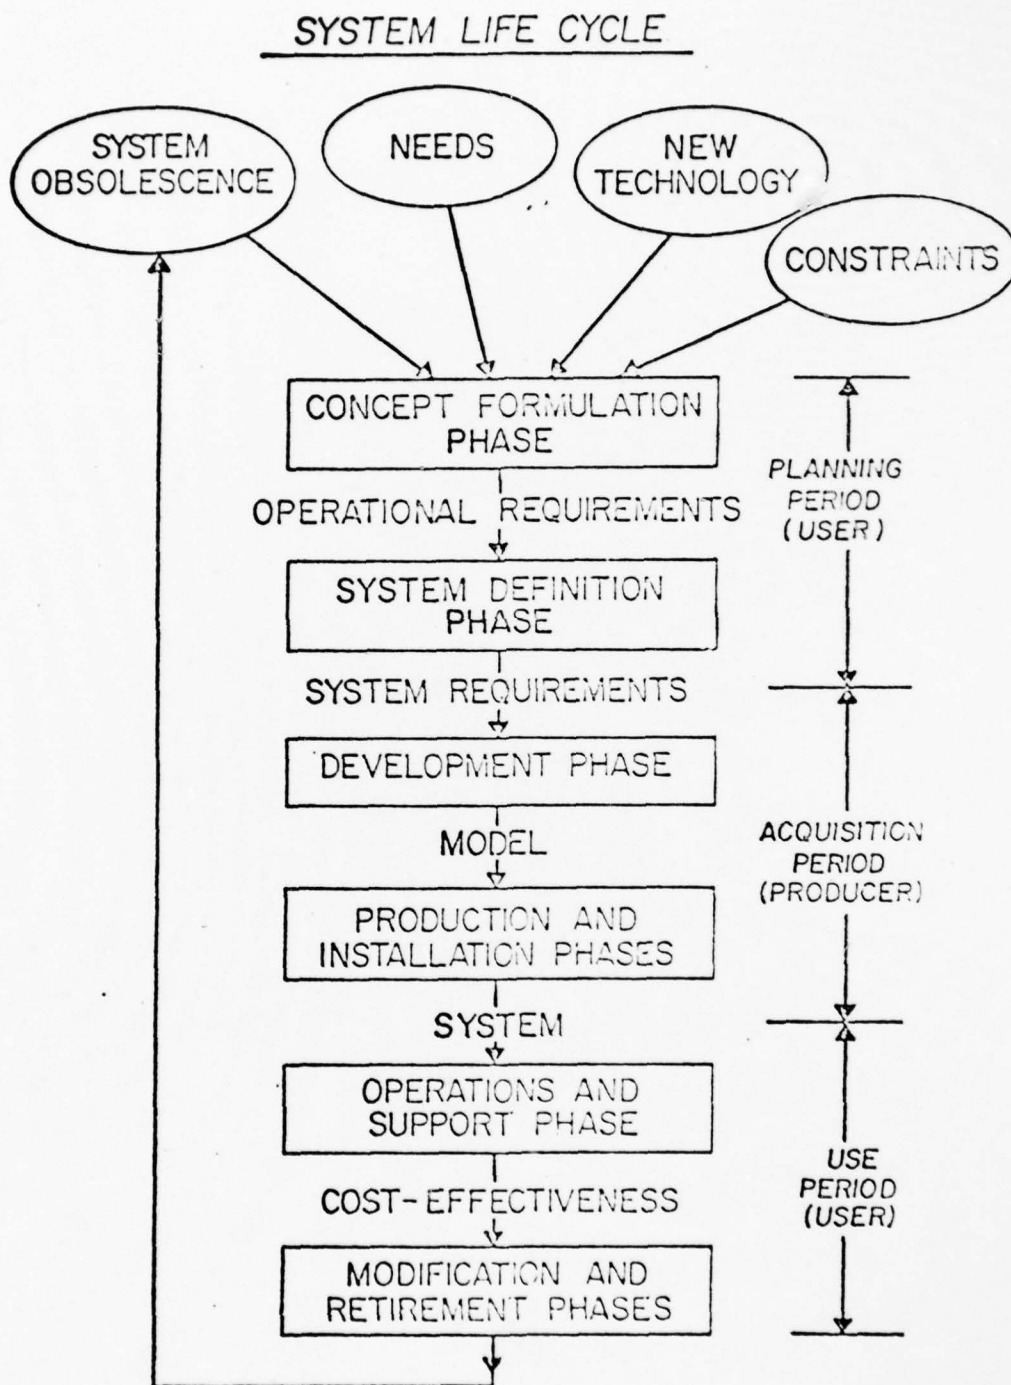 SYSTEM LIFE CYCLE
SYSTEM
OBSOLESCENCE
NEEDS
NEW
TECHNOLOGY
CONSTRAINTS
CONCEPT FORMULATION
PHASE
OPERATIONAL REQUIREMENTS
SYSTEM DEFINITION
PHASE
PLANNING
PERIOD
(USER)
SYSTEM REQUIREMENTS
DEVELOPMENT PHASE
MODEL
PRODUCTION AND
INSTALLATION PHASES
ACQUISITION
PERIOD
(PRODUCER)
SYSTEM
OPERATIONS AND
SUPPORT PHASE
COST-EFFECTIVENESS
MODIFICATION AND
RETIREMENT PHASES
USE
PERIOD
(USER)